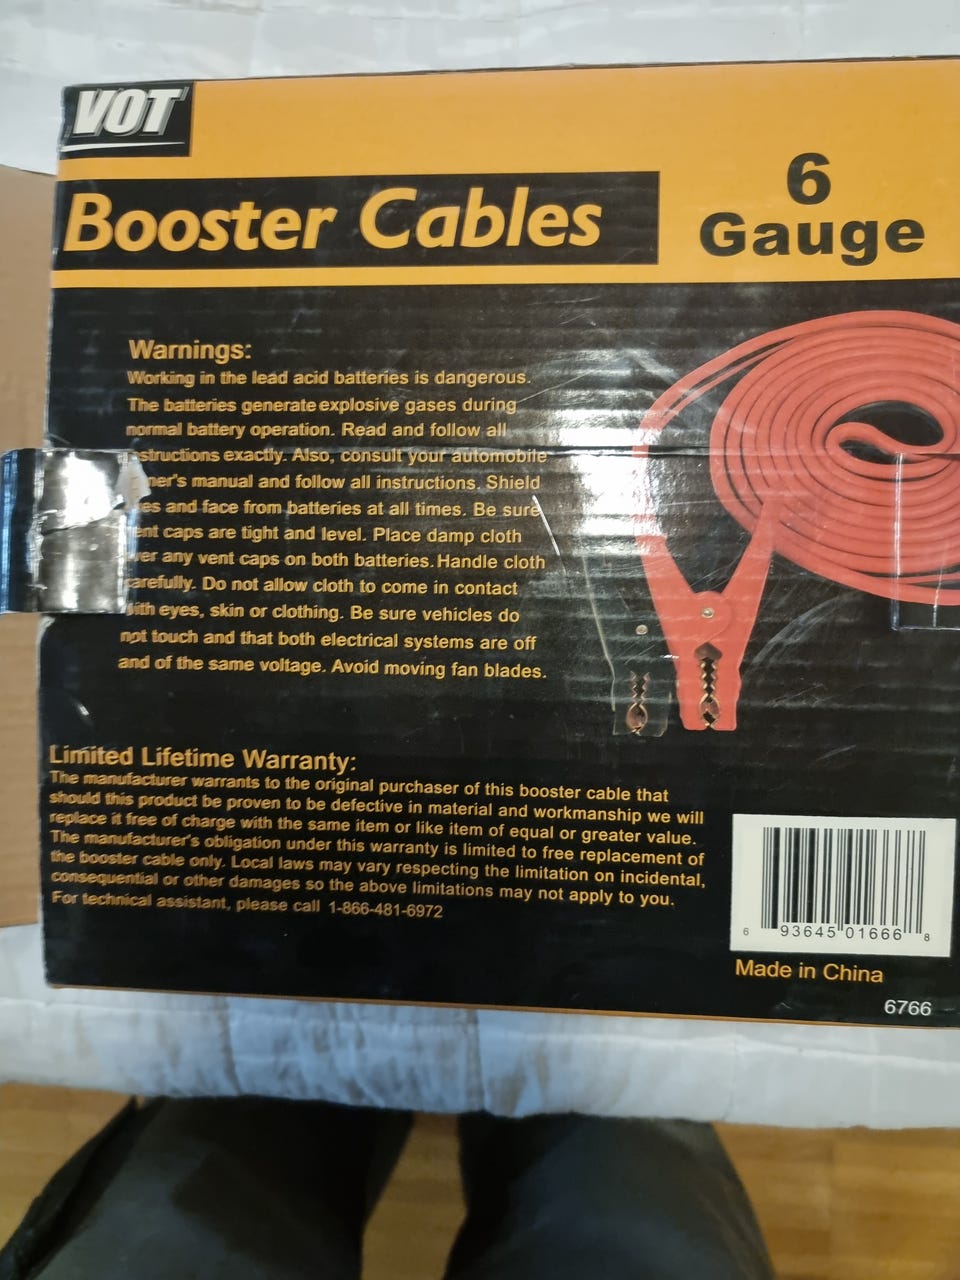 VOT
Booster Cables
6
Gauge
Warnings:
Working in the lead acid batteries is dangerous.
The batteries generate explosive gases during
normal battery operation. Read and follow all
structions exactly. Also, consult your automobile
ner's manual and follow all instructions. Shield
es and face from batteries at all times. Be sure
ent caps are tight and level. Place damp cloth
ver any vent caps on both batteries. Handle cloth
carefully. Do not allow cloth to come in contact
with eyes, skin or clothing. Be sure vehicles do
not touch and that both electrical systems are off
and of the same voltage. Avoid moving fan blades.
Limited Lifetime Warranty:
The manufacturer warrants to the original purchaser of this booster cable that
should this product be proven to be defective in material and workmanship we will
replace it free of charge with the same item or like item of equal or greater value.
The manufacturer's obligation under this warranty is limited to free replacement of
the booster cable only. Local laws may vary respecting the limitation on incidental,
consequential or other damages so the above limitations may not apply to you.
For technical assistant, please call 1-866-481-6972
6 93645 01666 8
Made in China
6766